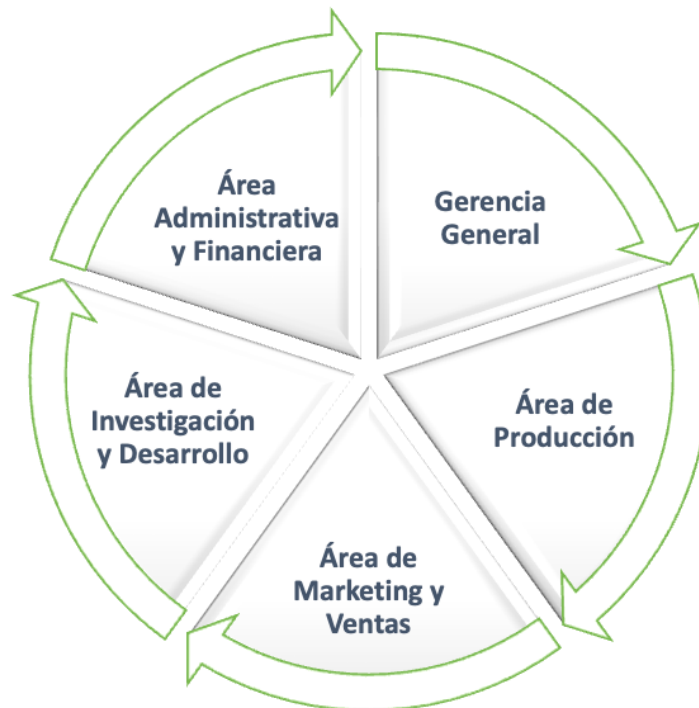 Área
Administrativa
y Financiera
Gerencia
General
Área de
Producción
Área de
Marketing y
Ventas
Área de
Investigación
y Desarrollo